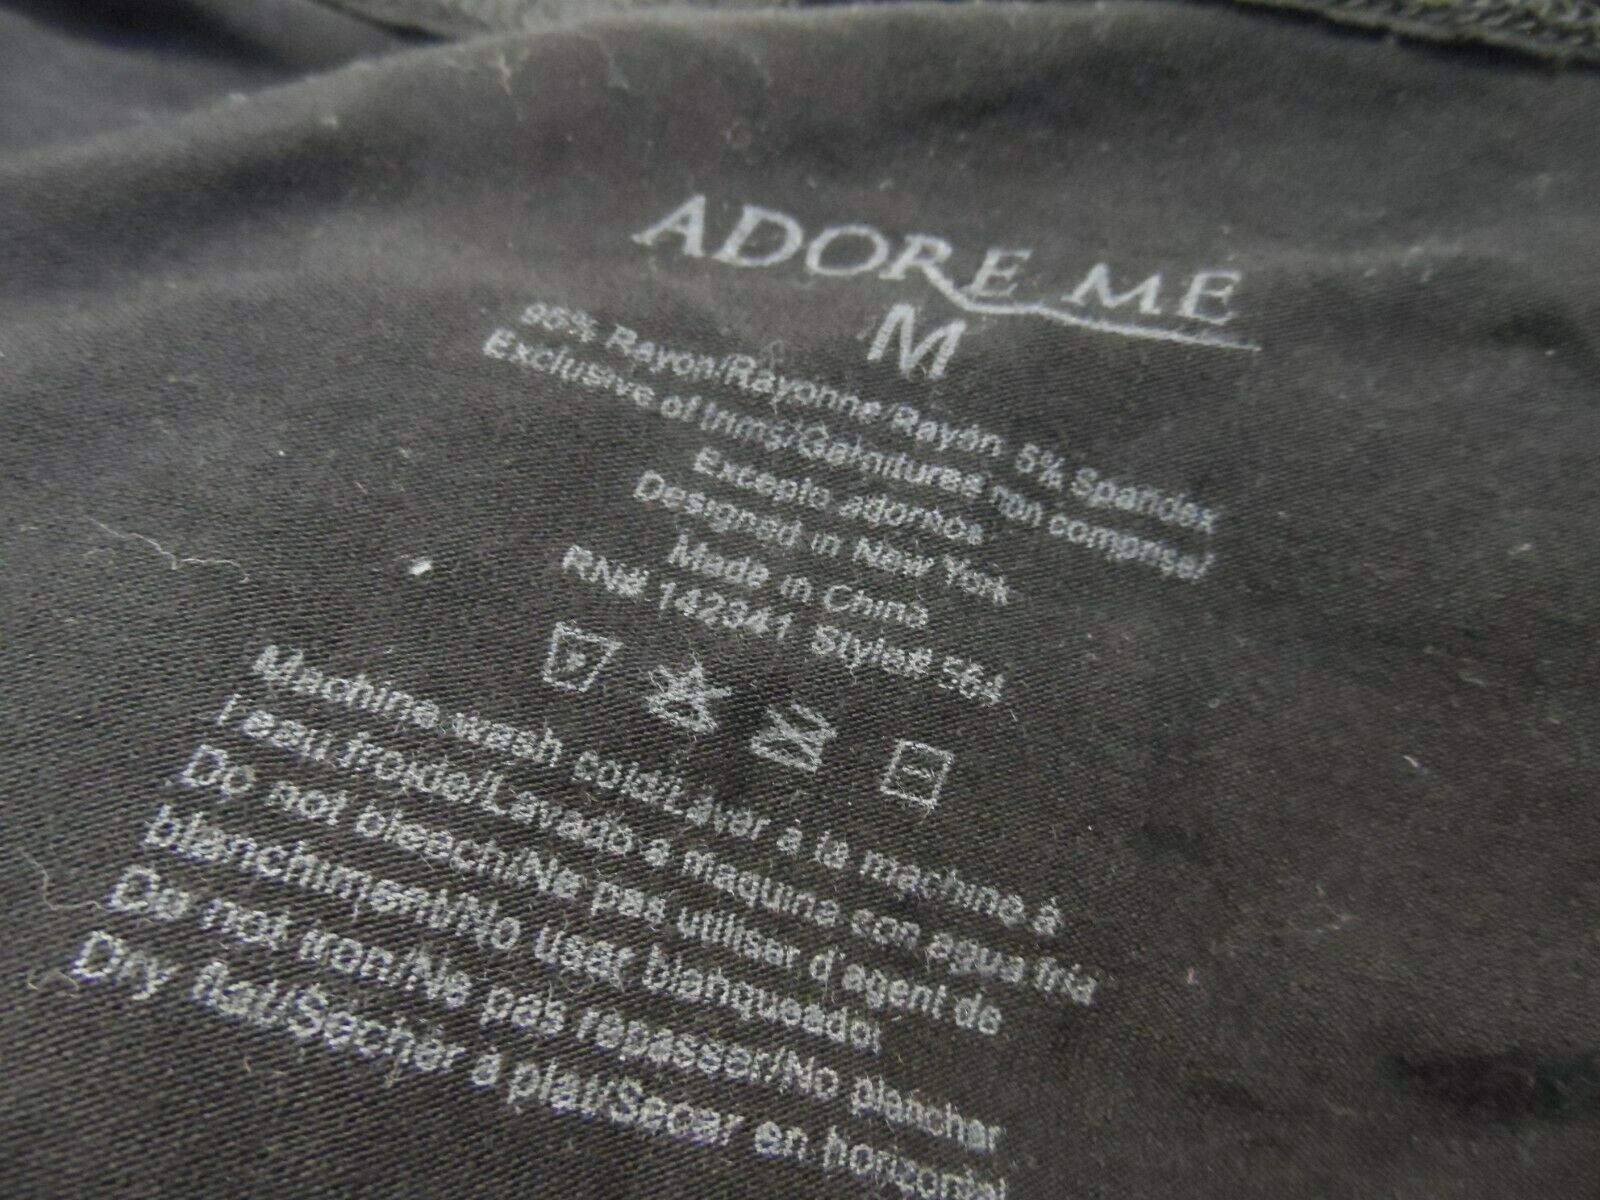 ADORE ME
M
95% Rayon/Rayonne/Rayón 5% Spandex
Exclusive of trims/Garnitures non comprise/
Excepto adornos
Designed in New York
Made in China
RN# 142341 Style# 564
Machine wash cold/Laver à la machine à
l'eau froide/Lavado a maquina con agua fria
Do not bleach/Ne pas utiliser d'agent de
blanchiment/No usar blanqueador
Do not iron/Ne pas repasser/No planchar
Dry flat/Sécher à plat/Secar en horizontal